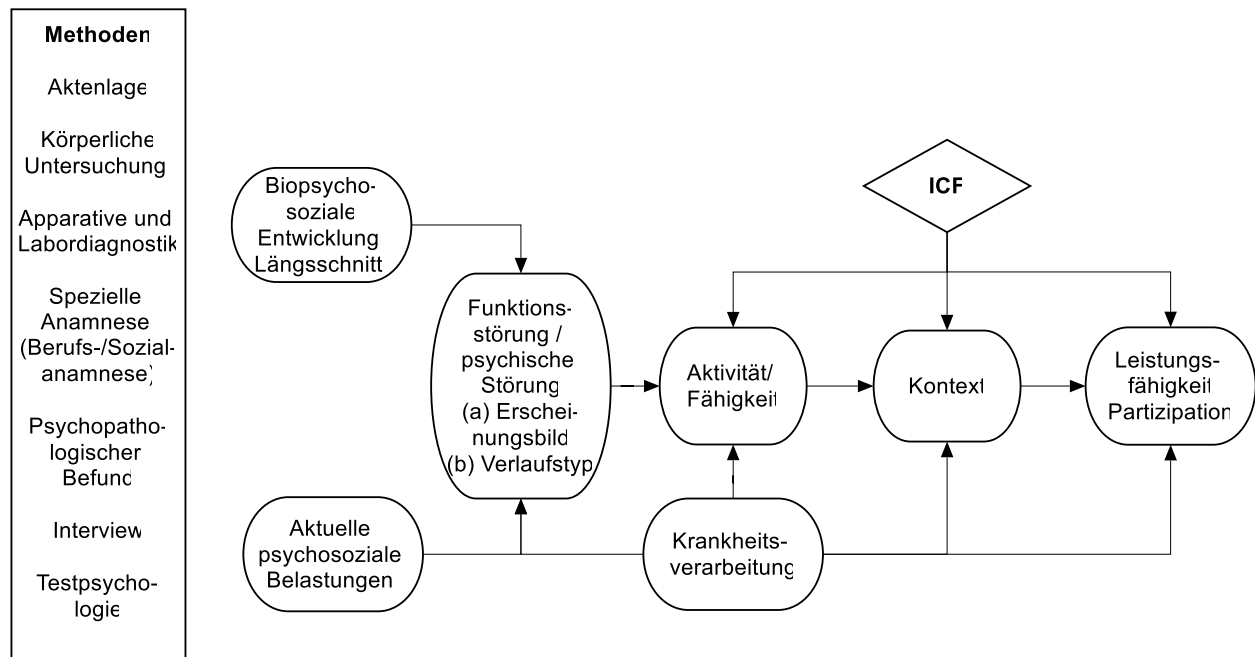 Methoden
Aktenlage
Körperliche
Untersuchung
Apparative und
Labordiagnostik
Spezielle
Anamnese
(Berufs-/Sozial-
anamnese)
Psychopatho-
logischer
Befund
Interview
Testpsycho-
logie
Biopsycho-
soziale
Entwicklung
Längsschnitt
Aktuelle
psychosoziale
Belastungen
Funktions-
störung /
psychische
Störung
(a) Erschei-
nungsbild
(b) Verlaufstyp
ICF
Aktivität/
Fähigkeit
Kontext
Leistungs-
fähigkeit
Partizipation
Krankheits-
verarbeitung